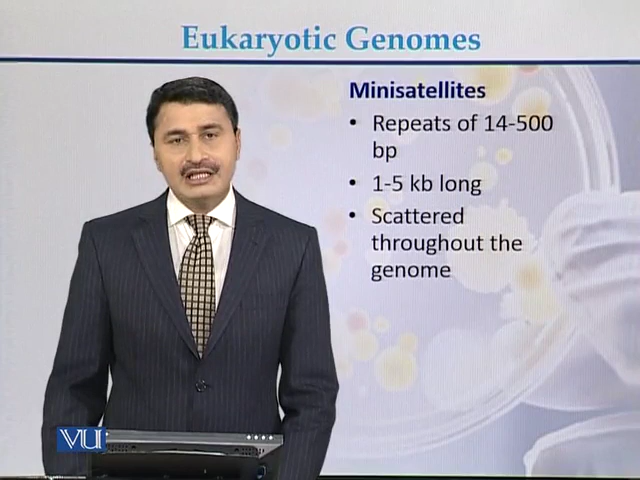 Eukaryotic Genomes
Minisatellites
• Repeats of 14-500
bp
• 1-5 kb long
• Scattered
throughout the
genome
VU